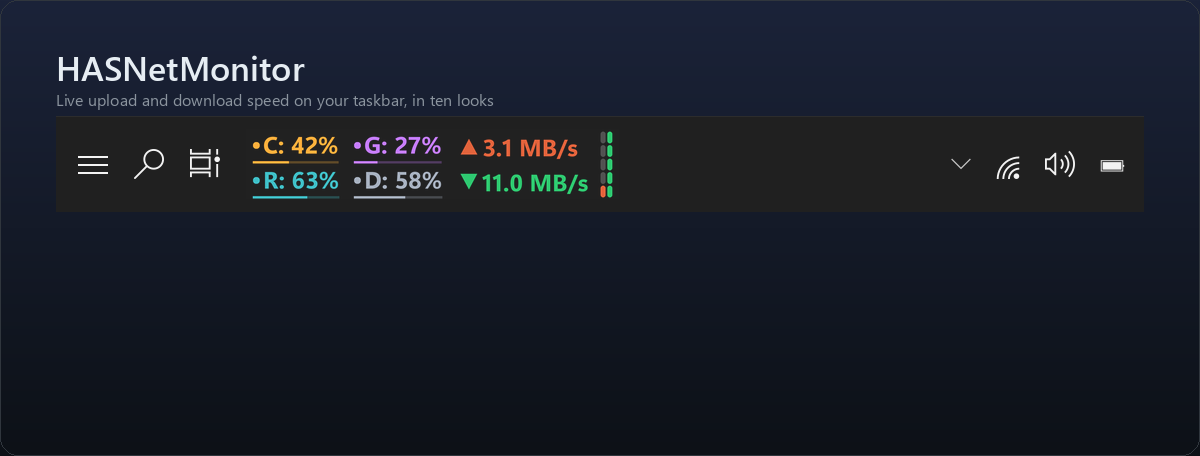 HASNetMonitor
Live upload and download speed on your taskbar, in ten looks
•C: 42% •G: 27% ▲3.1 MB/s
•R: 63% •D: 58% ▼11.0 MB/s